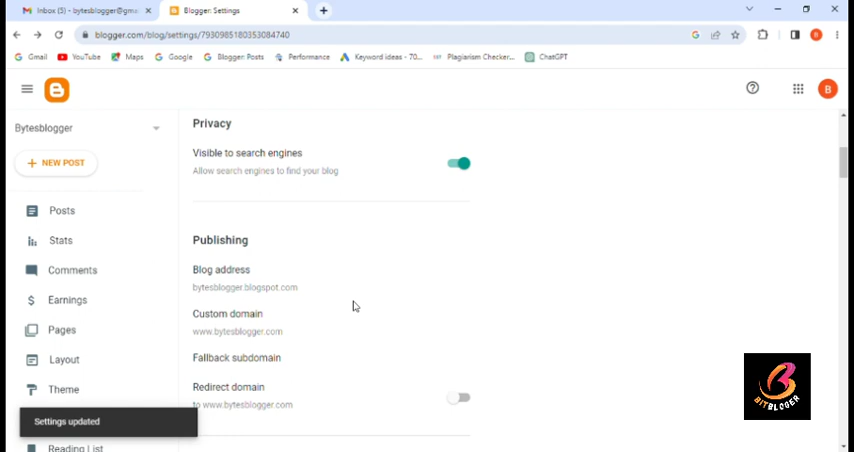 Inbox (5) - bytesblogger@gma
Blogger: Settings
blogger.com/blog/settings/7930985180353084740
Gmail
YouTube
Maps
Google
Blogger: Posts
Performance
Keyword ideas - 70...
Plagiarism Checker...
ChatGPT
B
Bytesblogger
+ NEW POST
Posts
Stats
Comments
Earnings
Pages
Layout
Theme
Reading List
Settings updated
Privacy
Visible to search engines
Allow search engines to find your blog
Publishing
Blog address
bytesblogger.blogspot.com
Custom domain
www.bytesblogger.com
Fallback subdomain
Redirect domain
to www.bytesblogger.com
BITBLOGER